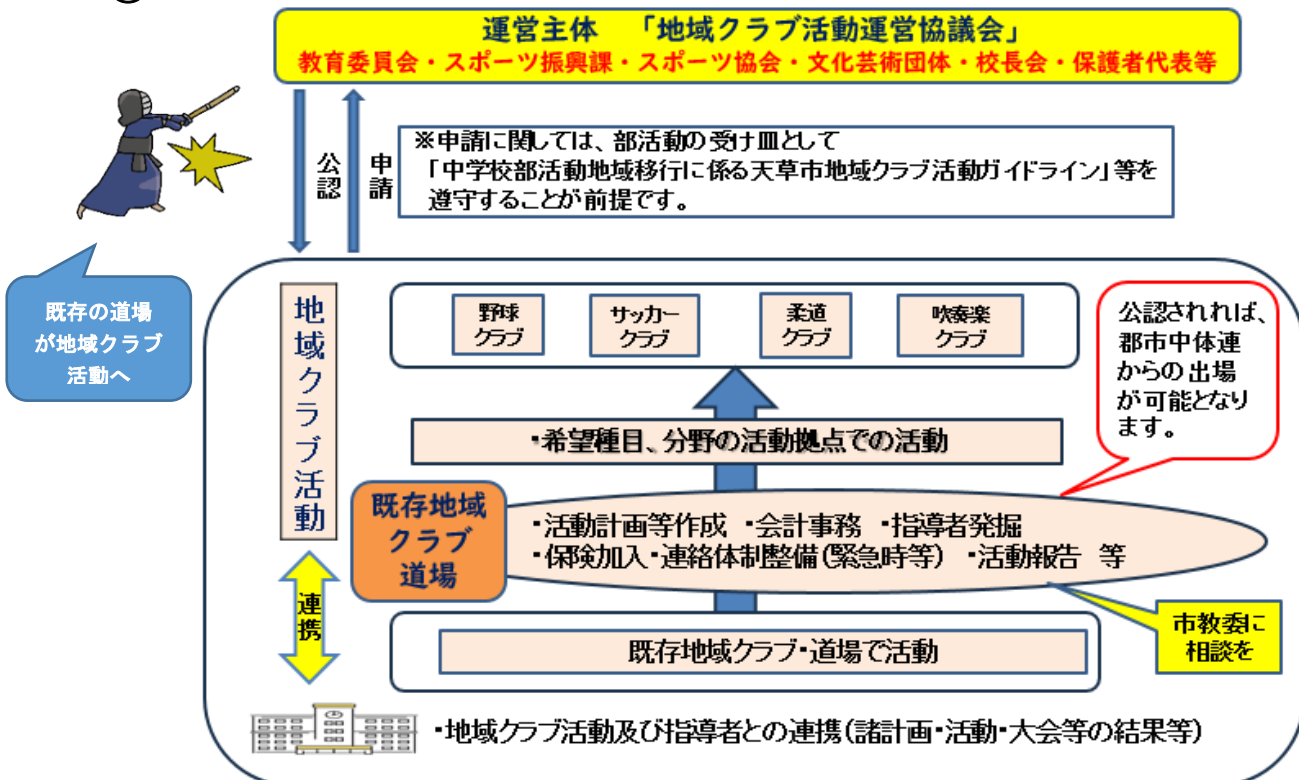 運営主体 「地域クラブ活動運営協議会」
教育委員会・スポーツ振興課・スポーツ協会・文化芸術団体・校長会・保護者代表等
公認
申請
※申請に関しては、部活動の受け皿として
「中学校部活動地域移行に係る天草市地域クラブ活動ガイドライン」等を
遵守することが前提です。
既存の道場
が地域クラブ
活動へ
地域クラブ活動
野球
クラブ
サッカー
クラブ
柔道
クラブ
吹奏楽
クラブ
公認されれば、
郡市中体連
からの出場
が可能となり
ます。
・希望種目、分野の活動拠点での活動
既存地域
クラブ
道場
・活動計画等作成 ・会計事務 ・指導者発掘
・保険加入・連絡体制整備(緊急時等) ・活動報告 等
連携
市教委に
相談を
既存地域クラブ・道場で活動
・地域クラブ活動及び指導者との連携(諸計画・活動・大会等の結果等)